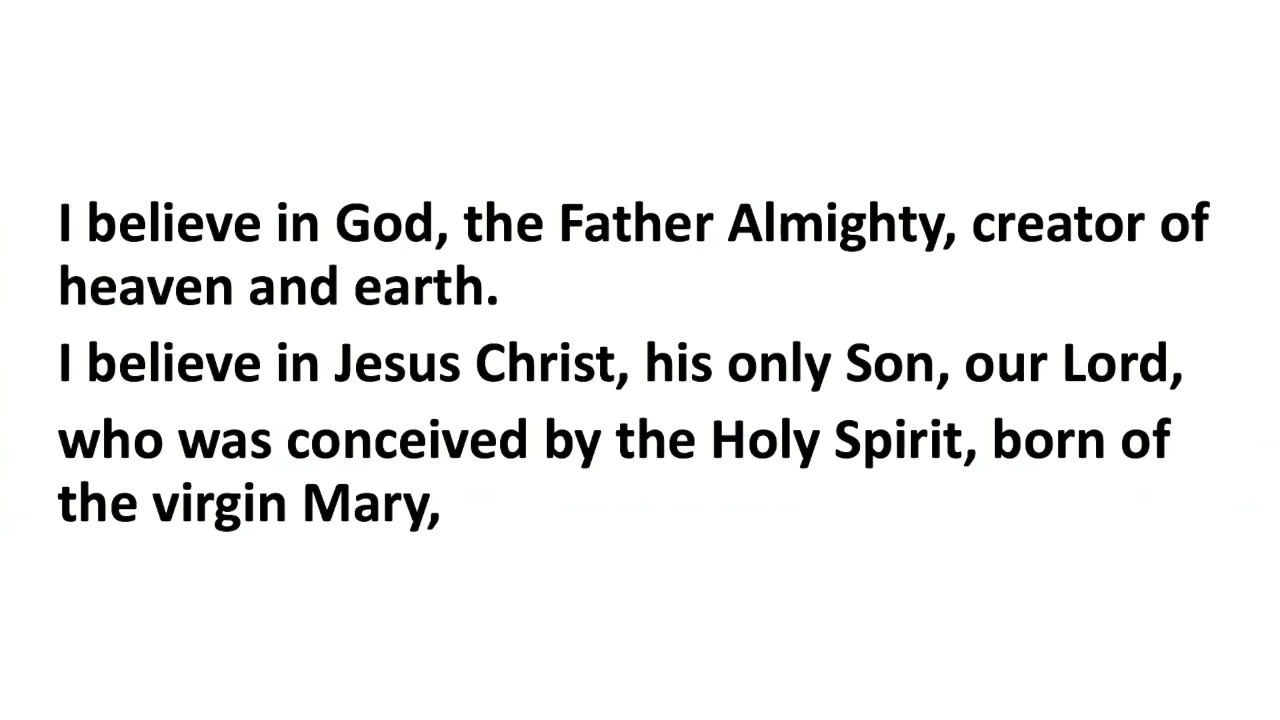 I believe in God, the Father Almighty, creator of
heaven and earth.
I believe in Jesus Christ, his only Son, our Lord,
who was conceived by the Holy Spirit, born of
the virgin Mary,